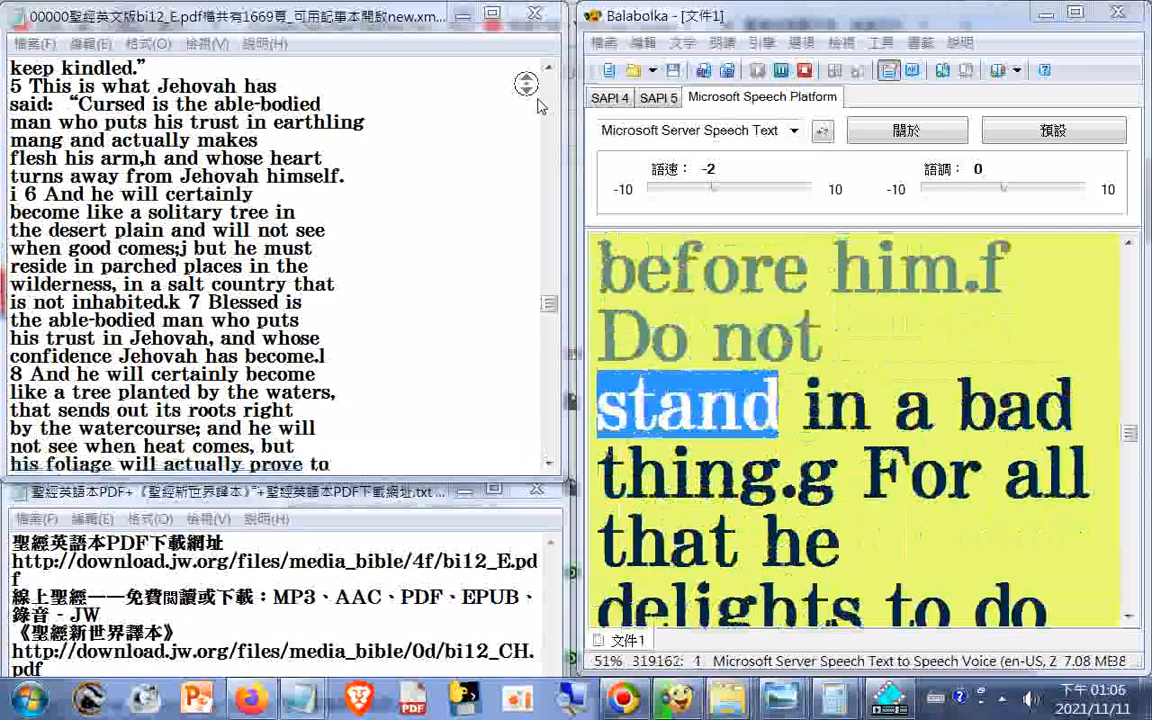 00000聖經英文版bi12_E.pdf檔共有1669頁_可用記事本開啟new.xm...
檔案(F) 編輯(E) 格式(O) 檢視(V) 說明(H)
keep kindled.”
5 This is what Jehovah has
said: “Cursed is the able-bodied
man who puts his trust in earthling
mang and actually makes
flesh his arm,h and whose heart
turns away from Jehovah himself.
i 6 And he will certainly
become like a solitary tree in
the desert plain and will not see
when good comes;j but he must
reside in parched places in the
wilderness, in a salt country that
is not inhabited.k 7 Blessed is
the able-bodied man who puts
his trust in Jehovah, and whose
confidence Jehovah has become.l
8 And he will certainly become
like a tree planted by the waters,
that sends out its roots right
by the watercourse; and he will
not see when heat comes, but
his foliage will actually prove to
聖經英語本PDF+《聖經新世界譯本》"+聖經英語本PDF下載網址.txt ...
檔案(F) 編輯(E) 格式(O) 檢視(V) 說明(H)
聖經英語本PDF下載網址
http://download.jw.org/files/media_bible/4f/bi12_E.pd
f
線上聖經——免費閱讀或下載：MP3、AAC、PDF、EPUB、
錄音 - JW
《聖經新世界譯本》
http://download.jw.org/files/media_bible/0d/bi12_CH.
pdf
Balabolka - [文件1]
檔案 編輯 文字 朗讀 引擎 選項 檢視 工具 書籤 說明
SAPI 4 SAPI 5 Microsoft Speech Platform
Microsoft Server Speech Text 關於 預設
語速： -2 語調： 0
-10 10 -10 10
before him.f
Do not
stand in a bad
thing.g For all
that he
delights to do
文件1
51% 319162: 1 Microsoft Server Speech Text to Speech Voice (en-US, Z 7.08 MB
下午 01:06
2021/11/11